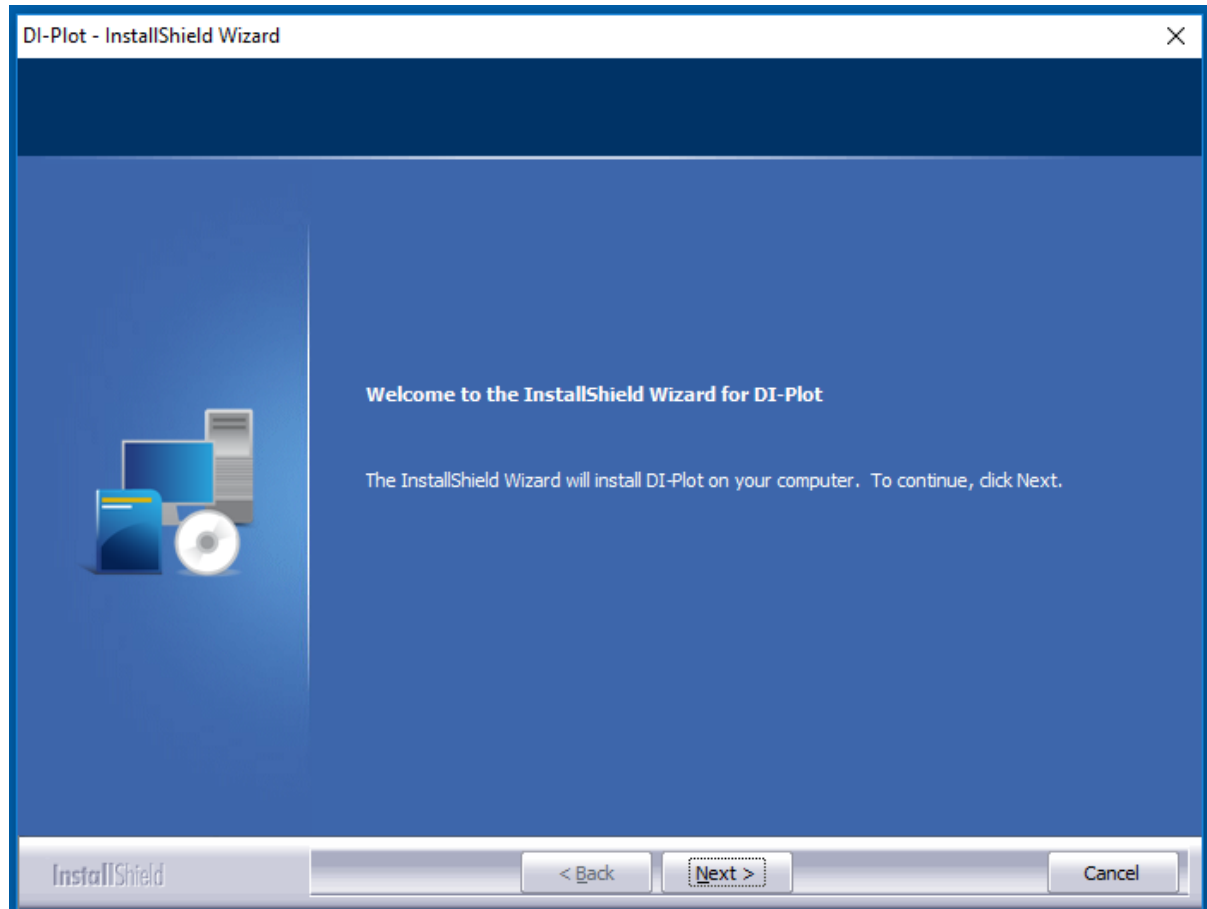 DI-Plot - InstallShield Wizard
Welcome to the InstallShield Wizard for DI-Plot
The InstallShield Wizard will install DI-Plot on your computer.  To continue, click Next.
InstallShield
< Back
Next >
Cancel